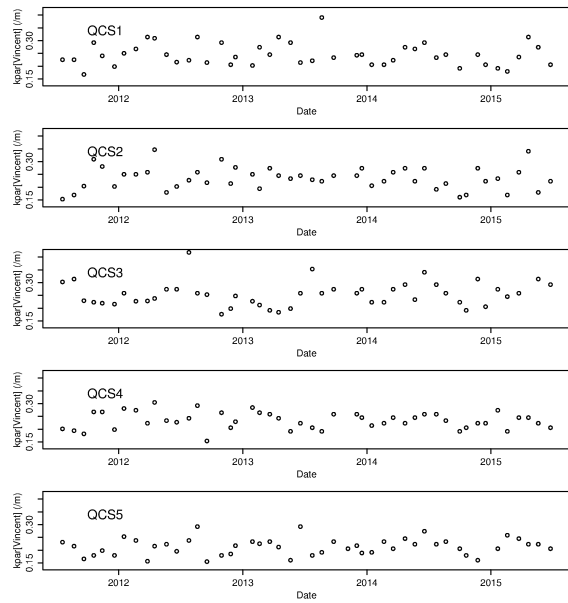 QCS1
kpar[Vincent] (/m)
0.30
0.15
2012 2013 2014 2015
Date
QCS2
kpar[Vincent] (/m)
0.30
0.15
2012 2013 2014 2015
Date
QCS3
kpar[Vincent] (/m)
0.30
0.15
2012 2013 2014 2015
Date
QCS4
kpar[Vincent] (/m)
0.30
0.15
2012 2013 2014 2015
Date
QCS5
kpar[Vincent] (/m)
0.30
0.15
2012 2013 2014 2015
Date